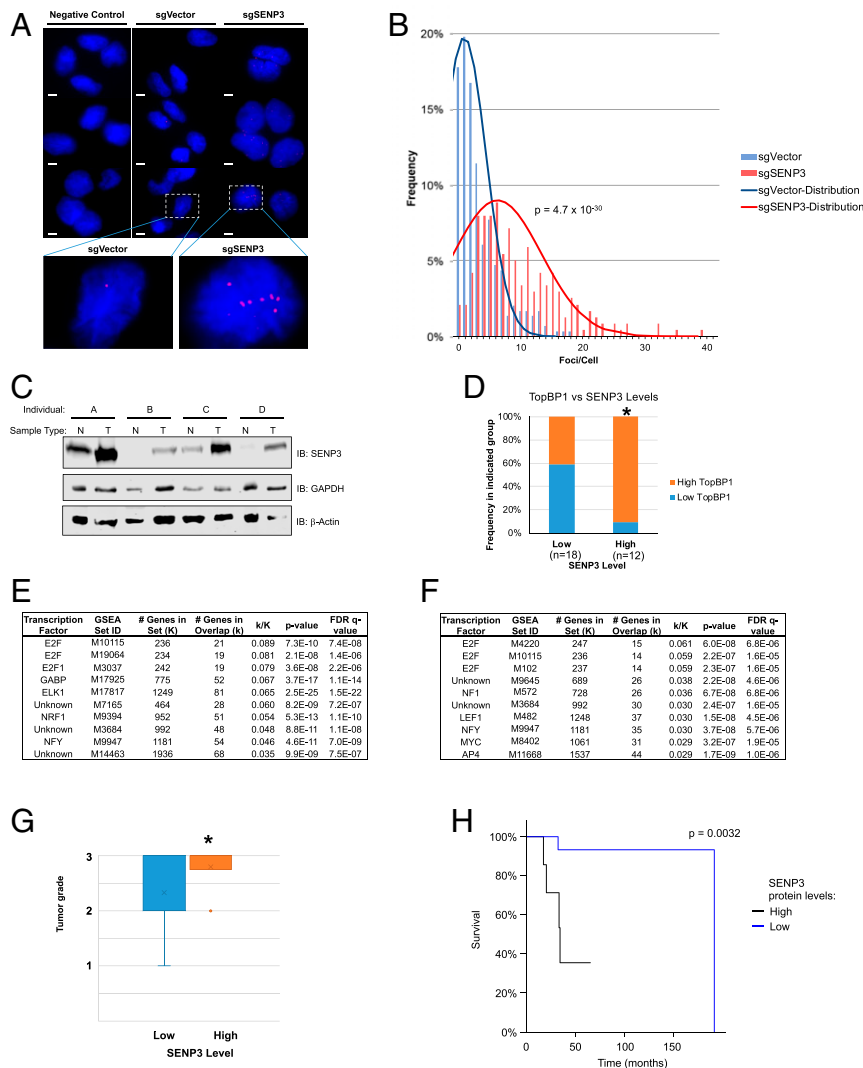 A
Negative Control sgVector sgSENP3
sgVector sgSENP3
B
20%
15%
10%
5%
0%
Frequency
p = 4.7 x 10-30
0 10 20 30 40
Foci/Cell
sgVector
sgSENP3
sgVector-Distribution
sgSENP3-Distribution
C
Individual: A B C D
Sample Type: N T N T N T N T
IB: SENP3
IB: GAPDH
IB: β-Actin
D
TopBP1 vs SENP3 Levels
*
100%
80%
60%
40%
20%
0%
Frequency in indicated group
High TopBP1
Low TopBP1
Low High
(n=18) (n=12)
SENP3 Level
E
Transcription Factor GSEA Set ID # Genes in Set (K) # Genes in Overlap (k) k/K p-value FDR q-value
E2F M10115 236 21 0.089 7.3E-10 7.4E-08
E2F M19064 234 19 0.081 2.1E-08 1.4E-06
E2F1 M3037 242 19 0.079 3.6E-08 2.2E-06
GABP M17925 775 52 0.067 3.7E-17 1.1E-14
ELK1 M17817 1249 81 0.065 2.5E-25 1.5E-22
Unknown M7165 464 28 0.060 8.2E-09 7.2E-07
NRF1 M9394 952 51 0.054 5.3E-13 1.1E-10
Unknown M3684 992 48 0.048 8.8E-11 1.1E-08
NFY M9947 1181 54 0.046 4.6E-11 7.0E-09
Unknown M14463 1936 68 0.035 9.9E-09 7.5E-07
F
Transcription Factor GSEA Set ID # Genes in Set (K) # Genes in Overlap (k) k/K p-value FDR q-value
E2F M4220 247 15 0.061 6.0E-08 6.8E-06
E2F M10115 236 14 0.059 2.2E-07 1.6E-05
E2F M102 237 14 0.059 2.3E-07 1.6E-05
Unknown M9645 689 26 0.038 2.2E-08 4.6E-06
NF1 M572 728 26 0.036 6.7E-08 6.8E-06
Unknown M3684 992 30 0.030 2.4E-07 1.6E-05
LEF1 M482 1248 37 0.030 1.5E-08 4.5E-06
NFY M9947 1181 35 0.030 3.7E-08 5.7E-06
MYC M8402 1061 31 0.029 3.2E-07 1.9E-05
AP4 M11668 1537 44 0.029 1.7E-09 1.0E-06
G
*
3
2
1
Tumor grade
Low High
SENP3 Level
H
p = 0.0032
100%
80%
60%
40%
20%
0%
Survival
0 50 100 150
Time (months)
SENP3
protein levels:
High
Low